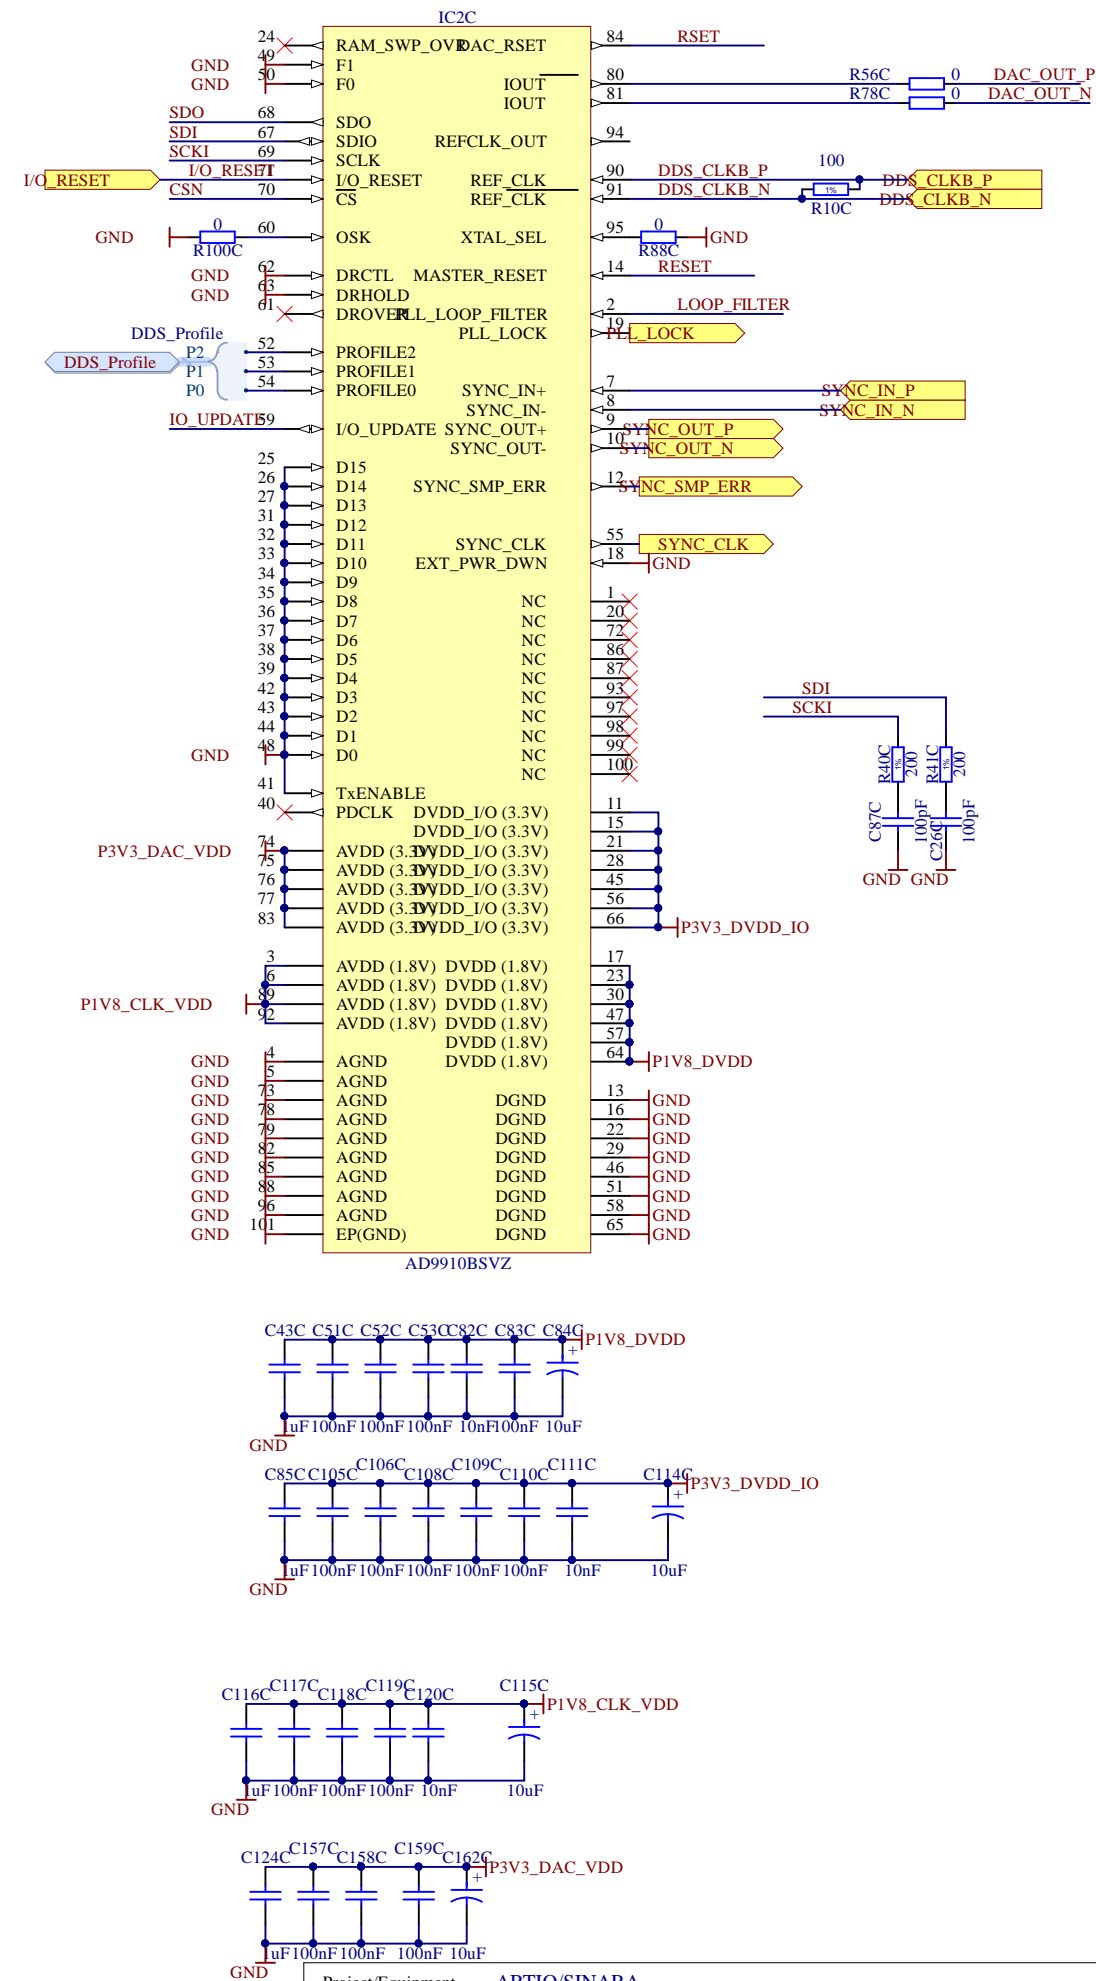 IC2C
24 RAM_SWP_OVR DAC_RSET 84 RSET
GND 49 F1
GND 50 F0 IOUT 80 R56C 0 DAC_OUT_P
IOUT 81 R78C 0 DAC_OUT_N
SDO 68 SDO
SDI 67 SDIO REFCLK_OUT 94
SCKI 69 SCLK
I/O_RESET I/O_RESET 71 I/O_RESET REF_CLK 90 DDS_CLKB_P 100 DDS_CLKB_P
CSN 70 CS REF_CLK 91 DDS_CLKB_N 1% R10C DDS_CLKB_N
GND 0 R100C 60 OSK XTAL_SEL 95 0 R88C GND
GND 62 DRCTL MASTER_RESET 14 RESET
GND 63 DRHOLD
61 DROVER PLL_LOOP_FILTER 2 LOOP_FILTER
PLL_LOCK 19 PLL_LOCK
DDS_Profile
P2 52 PROFILE2
DDS_Profile P1 53 PROFILE1
P0 54 PROFILE0 SYNC_IN+ 7 SYNC_IN_P
SYNC_IN- 8 SYNC_IN_N
IO_UPDATE 59 I/O_UPDATE SYNC_OUT+ 9 SYNC_OUT_P
SYNC_OUT- 10 SYNC_OUT_N
25 D15
26 D14 SYNC_SMP_ERR 12 SYNC_SMP_ERR
27 D13
31 D12
32 D11 SYNC_CLK 55 SYNC_CLK
33 D10 EXT_PWR_DWN 18 GND
34 D9
35 D8 NC 1
36 D7 NC 20
37 D6 NC 72
38 D5 NC 86
39 D4 NC 87
42 D3 NC 93
43 D2 NC 97
44 D1 NC 98
GND 48 D0 NC 99
NC 100
SDI
SCKI
R40C 1% 200 R41C 1% 200
C87C 100pF C26C 100pF
GND GND
41 TxENABLE
40 PDCLK DVDD_I/O (3.3V) 11
DVDD_I/O (3.3V) 15
P3V3_DAC_VDD 74 AVDD (3.3V) DVDD_I/O (3.3V) 21
75 AVDD (3.3V) DVDD_I/O (3.3V) 28
76 AVDD (3.3V) DVDD_I/O (3.3V) 45
77 AVDD (3.3V) DVDD_I/O (3.3V) 56
83 AVDD (3.3V) DVDD_I/O (3.3V) 66 P3V3_DVDD_IO
3 AVDD (1.8V) DVDD (1.8V) 17
6 AVDD (1.8V) DVDD (1.8V) 23
P1V8_CLK_VDD 89 AVDD (1.8V) DVDD (1.8V) 30
92 AVDD (1.8V) DVDD (1.8V) 47
DVDD (1.8V) 57
GND 4 AGND DVDD (1.8V) 64 P1V8_DVDD
GND 5 AGND
GND 73 AGND DGND 13 GND
GND 78 AGND DGND 16 GND
GND 79 AGND DGND 22 GND
GND 82 AGND DGND 29 GND
GND 85 AGND DGND 46 GND
GND 88 AGND DGND 51 GND
GND 96 AGND DGND 58 GND
GND 101 EP(GND) DGND 65 GND
AD9910BSVZ
C43C C51C C52C C53C C82C C83C C84C P1V8_DVDD
+
1uF 100nF 100nF 100nF 10nF 100nF 10uF
GND
C85C C105C C106C C108C C109C C110C C111C C114C P3V3_DVDD_IO
+
1uF 100nF 100nF 100nF 100nF 100nF 10nF 10uF
GND
C116C C117C C118C C119C C120C C115C P1V8_CLK_VDD
+
1uF 100nF 100nF 100nF 10nF 10uF
GND
C124C C157C C158C C159C C162C P3V3_DAC_VDD
+
1uF 100nF 100nF 100nF 10uF
GND
Project/Equipment ARTIQ/SINARA